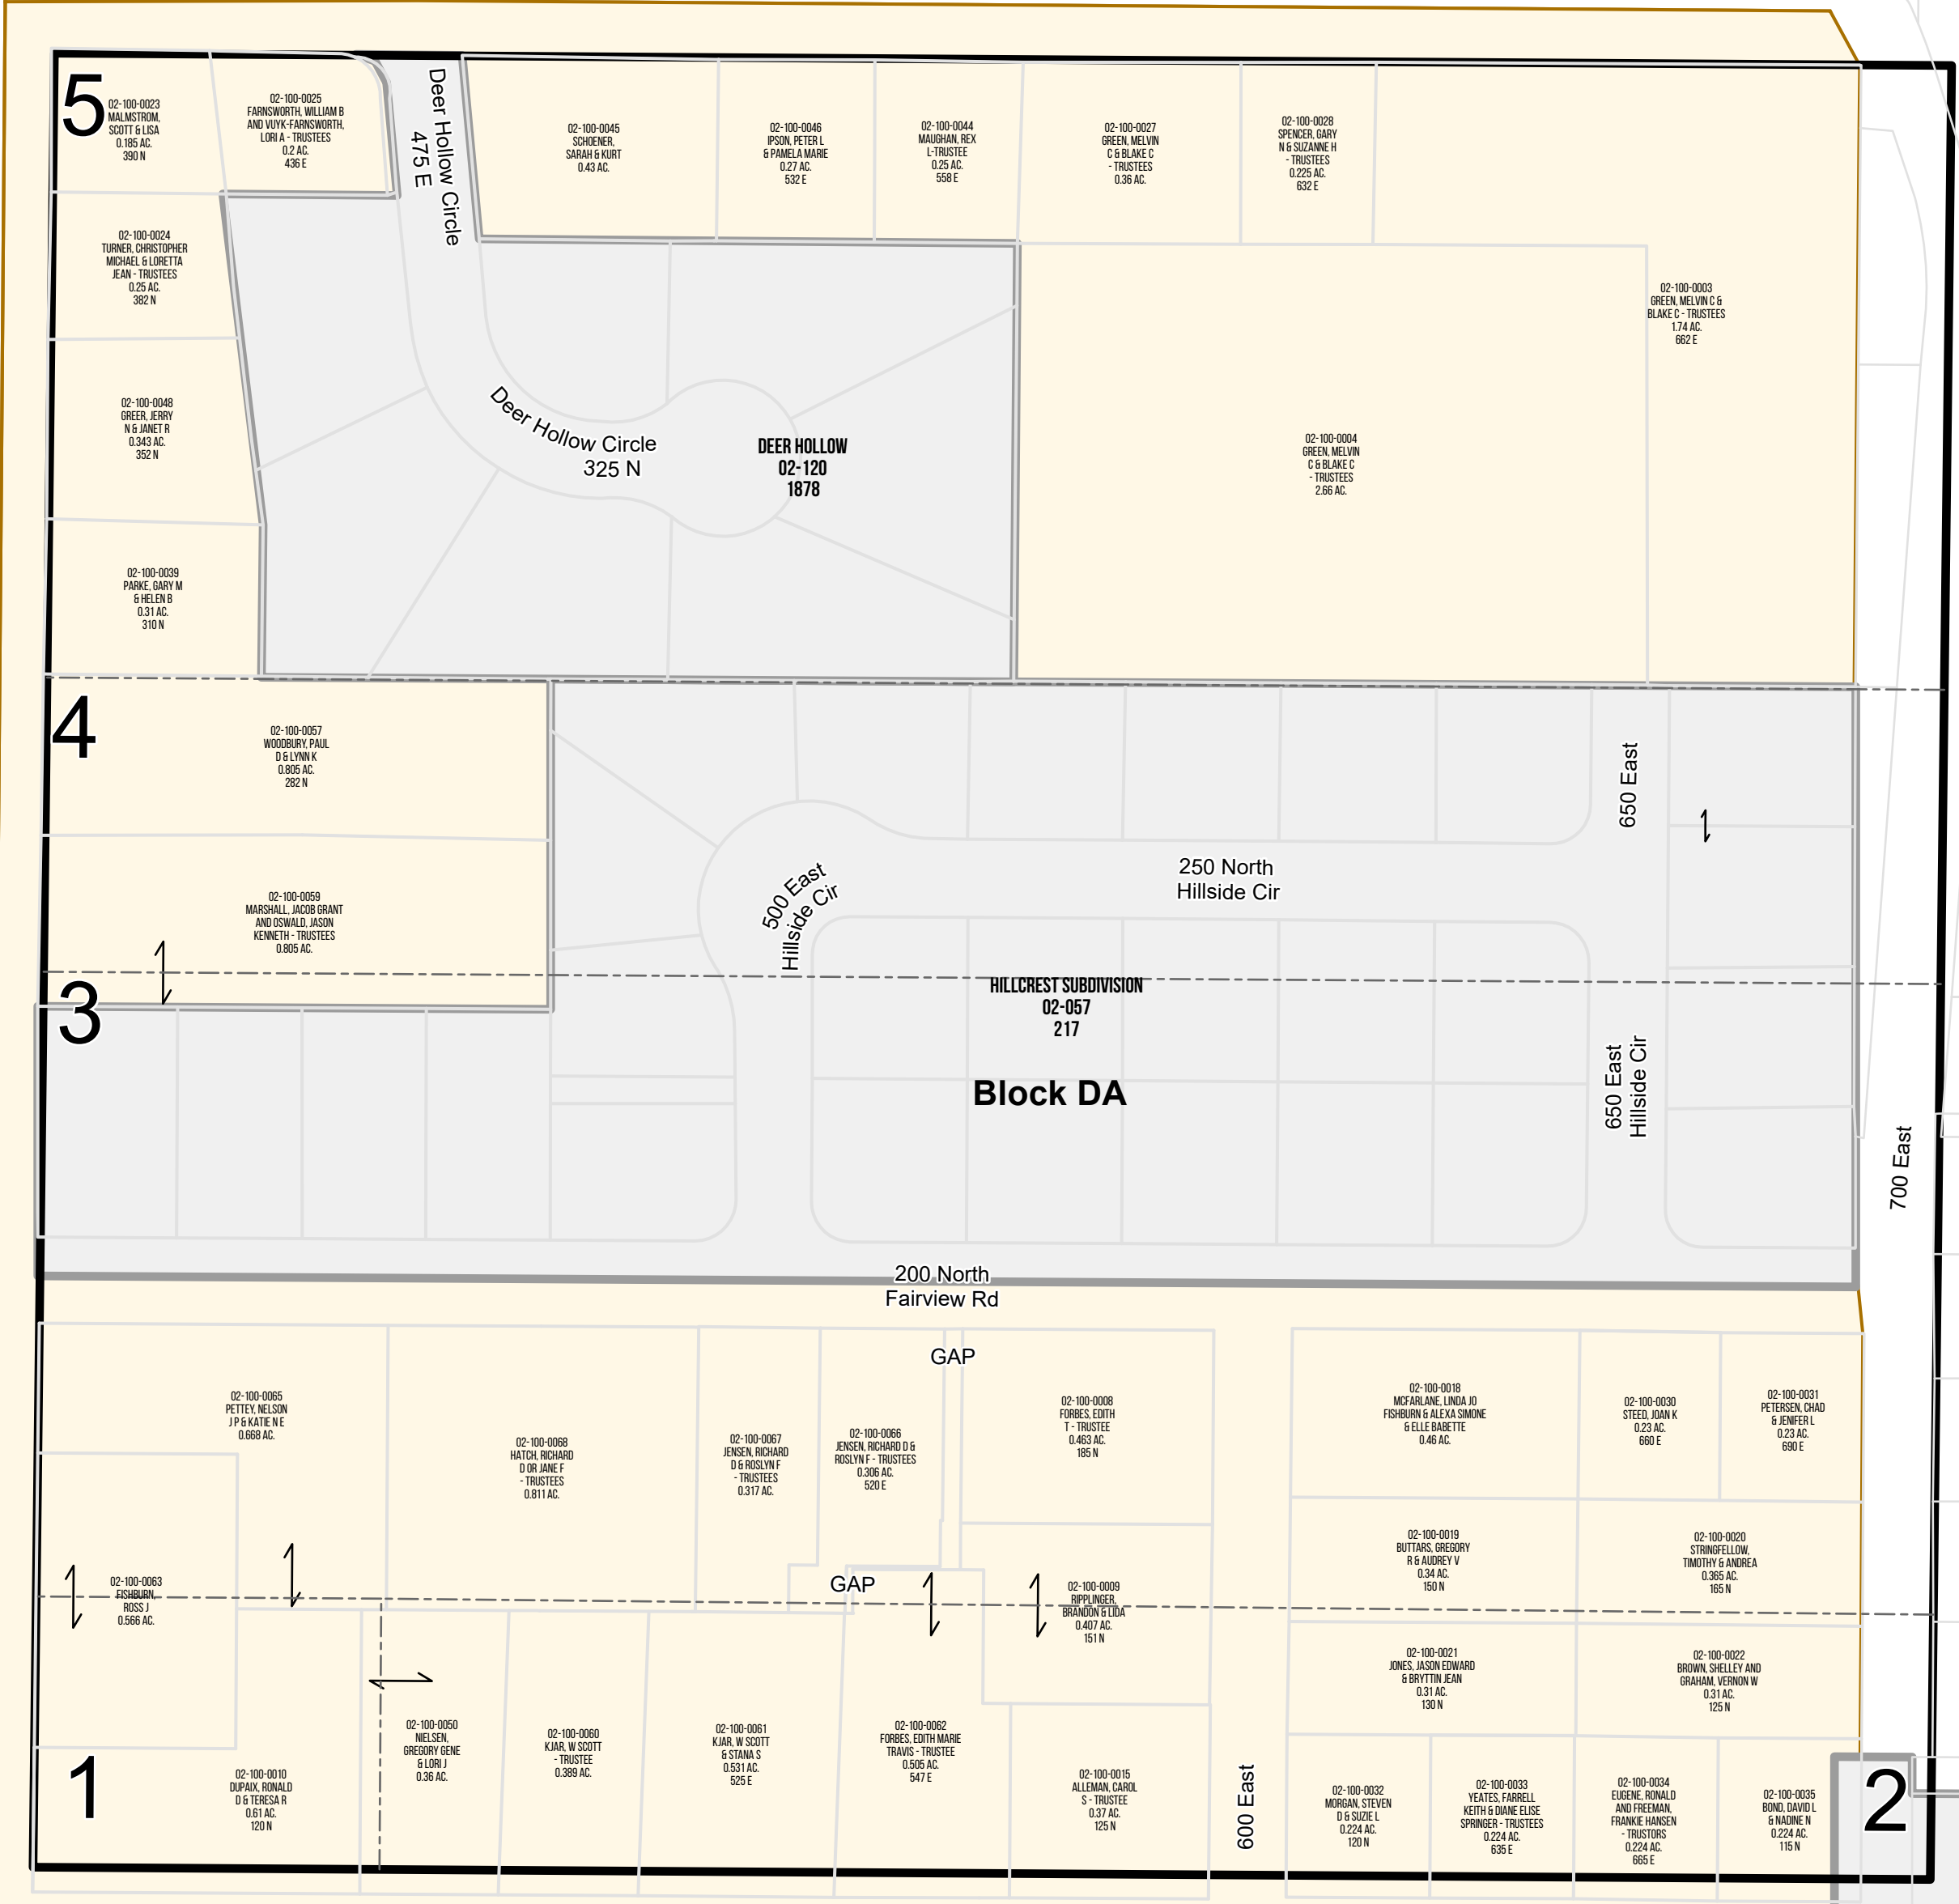 5
02-100-0023
MALMSTROM,
SCOTT & LISA
0.185 AC.
390 N
02-100-0025
FARNSWORTH, WILLIAM B
AND VUYK-FARNSWORTH,
LORI A - TRUSTEES
0.2 AC.
436 E
Deer Hollow Circle
475 E
02-100-0045
SCHOENER,
SARAH & KURT
0.43 AC.
02-100-0046
IPSON, PETER L
& PAMELA MARIE
0.27 AC.
532 E
02-100-0044
MAUGHAN, REX
L-TRUSTEE
0.25 AC.
558 E
02-100-0027
GREEN, MELVIN
C & BLAKE C
- TRUSTEES
0.36 AC.
02-100-0028
SPENCER, GARY
N & SUZANNE H
- TRUSTEES
0.225 AC.
632 E
02-100-0024
TURNER, CHRISTOPHER
MICHAEL & LORETTA
JEAN - TRUSTEES
0.25 AC.
382 N
02-100-0003
GREEN, MELVIN C &
BLAKE C - TRUSTEES
1.74 AC.
662 E
02-100-0048
GREER, JERRY
N & JANET R
0.343 AC.
352 N
Deer Hollow Circle
325 N
DEER HOLLOW
02-120
1878
02-100-0004
GREEN, MELVIN
C & BLAKE C
- TRUSTEES
2.66 AC.
02-100-0039
PARKE, GARY M
& HELEN B
0.31 AC.
310 N
4
02-100-0057
WOODBURY, PAUL
D & LYNN K
0.805 AC.
282 N
650 East
250 North
Hillside Cir
500 East
Hillside Cir
02-100-0059
MARSHALL, JACOB GRANT
AND OSWALD, JASON
KENNETH - TRUSTEES
0.805 AC.
3
HILLCREST SUBDIVISION
02-057
217
Block DA
650 East
Hillside Cir
700 East
200 North
Fairview Rd
GAP
02-100-0065
PETTEY, NELSON
J P & KATIE N E
0.668 AC.
02-100-0068
HATCH, RICHARD
D OR JANE F
- TRUSTEES
0.811 AC.
02-100-0067
JENSEN, RICHARD
D & ROSLYN F
- TRUSTEES
0.317 AC.
02-100-0066
JENSEN, RICHARD D &
ROSLYN F - TRUSTEES
0.306 AC.
520 E
02-100-0008
FORBES, EDITH
T - TRUSTEE
0.463 AC.
185 N
02-100-0018
MCFARLANE, LINDA JO
FISHBURN & ALEXA SIMONE
& ELLE BABETTE
0.46 AC.
02-100-0030
STEED, JOAN K
0.23 AC.
660 E
02-100-0031
PETERSEN, CHAD
& JENIFER L
0.23 AC.
690 E
02-100-0019
BUTTARS, GREGORY
R & AUDREY V
0.34 AC.
150 N
02-100-0020
STRINGFELLOW,
TIMOTHY & ANDREA
0.365 AC.
165 N
02-100-0063
FISHBURN,
ROSS J
0.566 AC.
GAP
02-100-0009
RIPPLINGER,
BRANDON & LIDA
0.407 AC.
151 N
02-100-0021
JONES, JASON EDWARD
& BRYTTIN JEAN
0.31 AC.
130 N
02-100-0022
BROWN, SHELLEY AND
GRAHAM, VERNON W
0.31 AC.
125 N
1
02-100-0010
DUPAIX, RONALD
D & TERESA R
0.61 AC.
120 N
02-100-0050
NIELSEN,
GREGORY GENE
& LORI J
0.36 AC.
02-100-0060
KJAR, W SCOTT
- TRUSTEE
0.389 AC.
02-100-0061
KJAR, W SCOTT
& STANA S
0.531 AC.
525 E
02-100-0062
FORBES, EDITH MARIE
TRAVIS - TRUSTEE
0.505 AC.
547 E
02-100-0015
ALLEMAN, CAROL
S - TRUSTEE
0.37 AC.
125 N
600 East
02-100-0032
MORGAN, STEVEN
D & SUZIE L
0.224 AC.
120 N
02-100-0033
YEATES, FARRELL
KEITH & DIANE ELISE
SPRINGER - TRUSTEES
0.224 AC.
635 E
02-100-0034
EUGENE, RONALD
AND FREEMAN,
FRANKIE HANSEN
- TRUSTORS
0.224 AC.
665 E
02-100-0035
BOND, DAVID L
& NADINE N
0.224 AC.
115 N
2